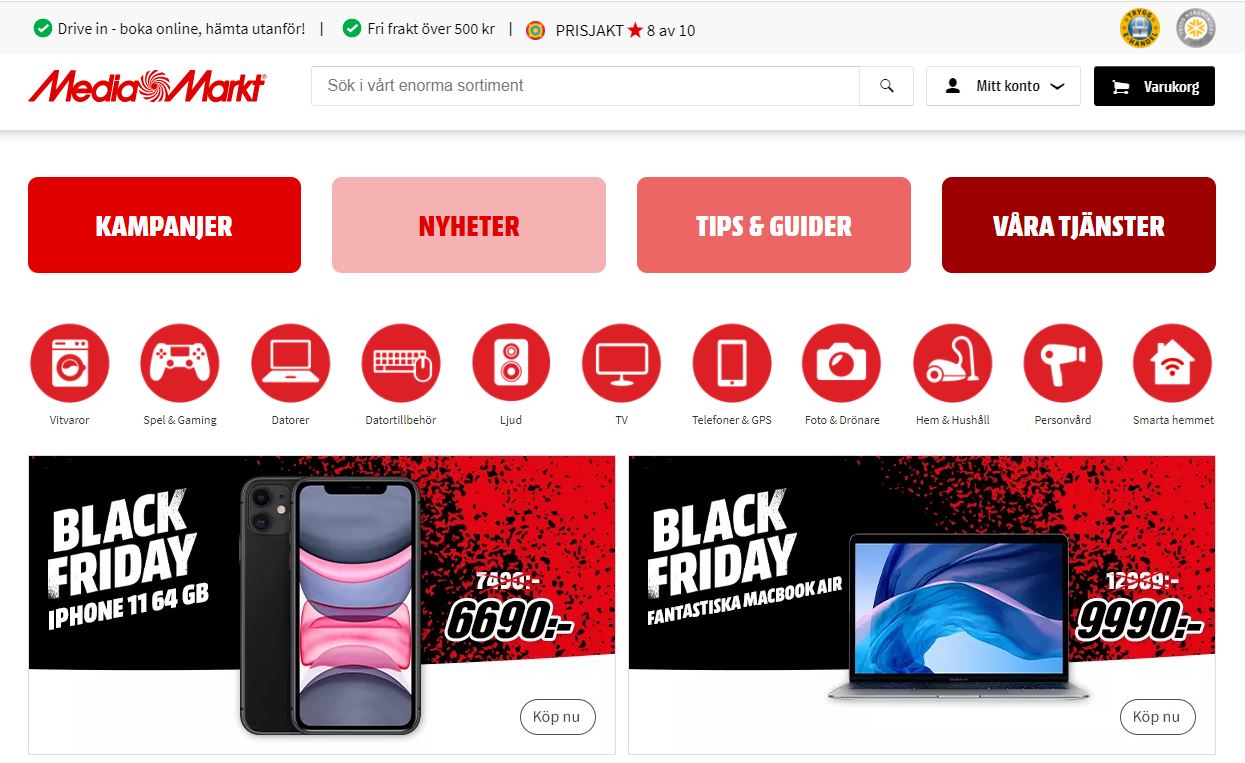 Drive in - boka online, hämta utanför! | Fri frakt över 500 kr | PRISJAKT 8 av 10
TRYGG E-HANDEL
MediaMarkt
Sök i vårt enorma sortiment
Mitt konto
Varukorg
KAMPANJER
NYHETER
TIPS & GUIDER
VÅRA TJÄNSTER
Vitvaror
Spel & Gaming
Datorer
Datortillbehör
Ljud
TV
Telefoner & GPS
Foto & Drönare
Hem & Hushåll
Personvård
Smarta hemmet
BLACK
FRIDAY
IPHONE 11 64 GB
7490:-
6690:-
Köp nu
BLACK
FRIDAY
FANTASTISKA MACBOOK AIR
12989:-
9990:-
Köp nu